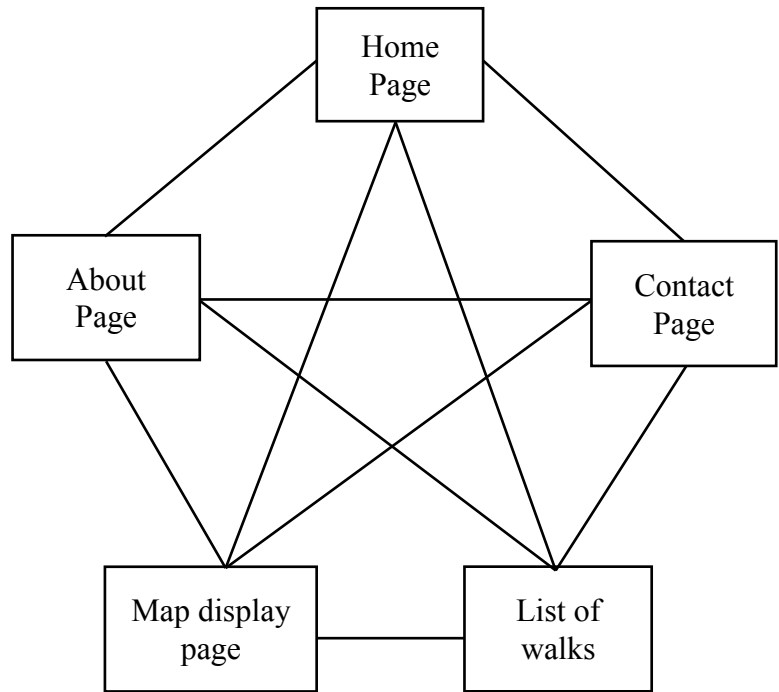 Home
Page
About
Page
Contact
Page
Map display
page
List of
walks